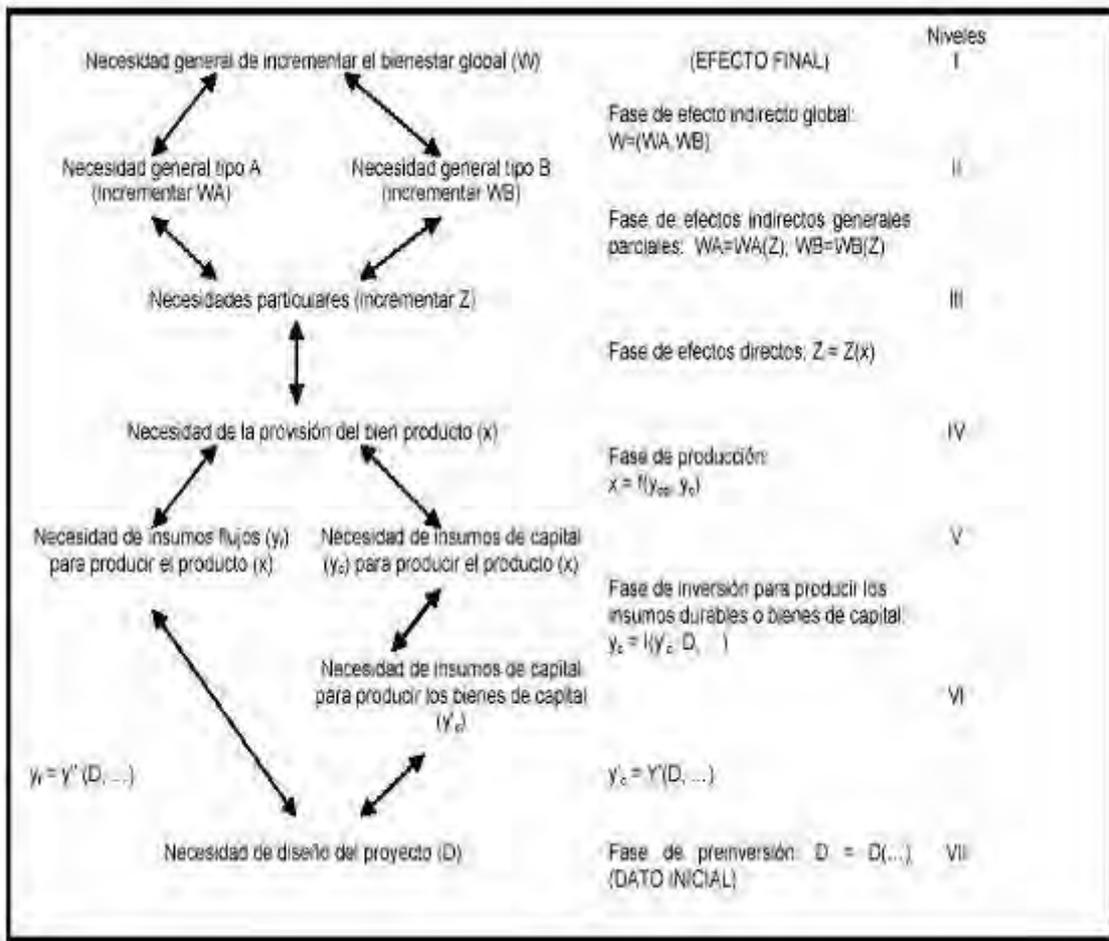 Niveles
Necesidad general de incrementar el bienestar global (W)
(EFECTO FINAL)
I
Fase de efecto indirecto global:
W=(WA,WB)
Necesidad general tipo A
(Incrementar WA)
Necesidad general tipo B
(incrementar WB)
II
Fase de efectos indirectos generales
parciales: WA=WA(Z); WB=WB(Z)
Necesidades particulares (incrementar Z)
III
Fase de efectos directos; Z = Z(x)
Necesidad de la provisión del bien producto (x)
IV
Fase de producción:
x = f(y, yc)
Necesidad de insumos flujos (yf)
para producir el producto (x)
Necesidad de insumos de capital
(yc) para producir el producto (x)
V
Fase de inversión para producir los
insumos durables o bienes de capital:
yc = I(y'c, D, ...)
Necesidad de insumos de capital
para producir los bienes de capital
(y'c)
VI
yf = y'' (D, ...)
y'c = Y'(D, ...)
Necesidad de diseño del proyecto (D)
Fase de preinversión: D = D(...)
VII
(DATO INICIAL)